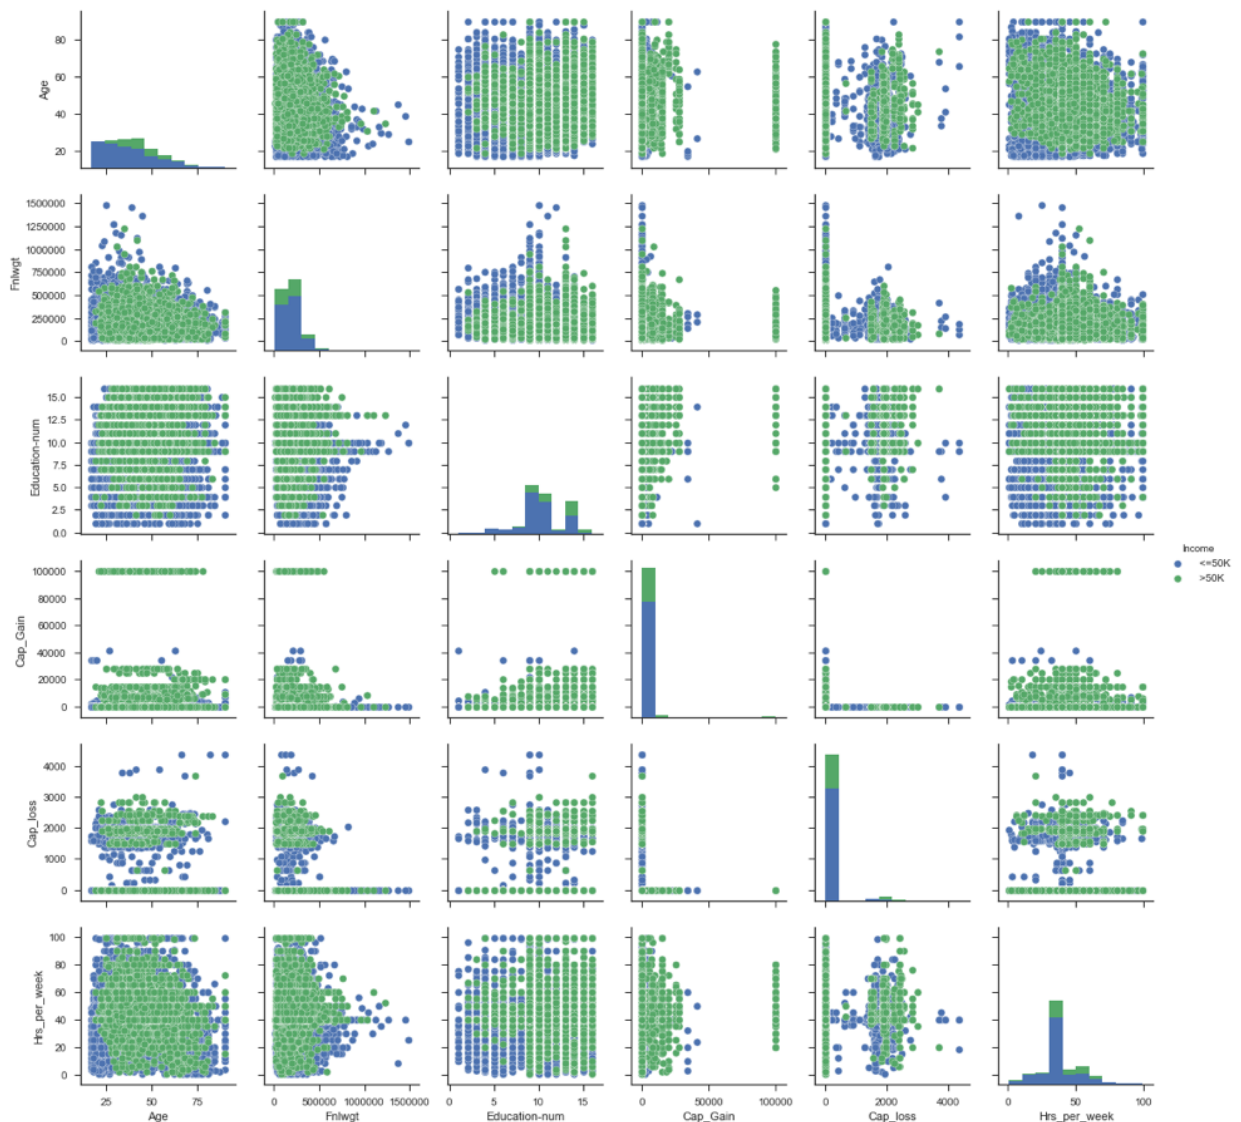 80
60
40
20
Age
1500000
1250000
1000000
750000
500000
250000
0
Fnlwgt
15.0
12.5
10.0
7.5
5.0
2.5
0.0
Education-num
Income
<=50K
>50K
100000
80000
60000
40000
20000
0
Cap_Gain
4000
3000
2000
1000
0
Cap_loss
100
80
60
40
20
0
Hrs_per_week
25 50 75
0 500000 1000000 1500000
0 5 10 15
0 50000 100000
0 2000 4000
0 50 100
Age Fnlwgt Education-num Cap_Gain Cap_loss Hrs_per_week